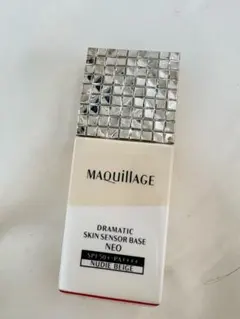 MAQuillAGE
DRAMATIC
SKIN SENSOR BASE
NEO
SPF50+・PA++++
NUDIE BEIGE